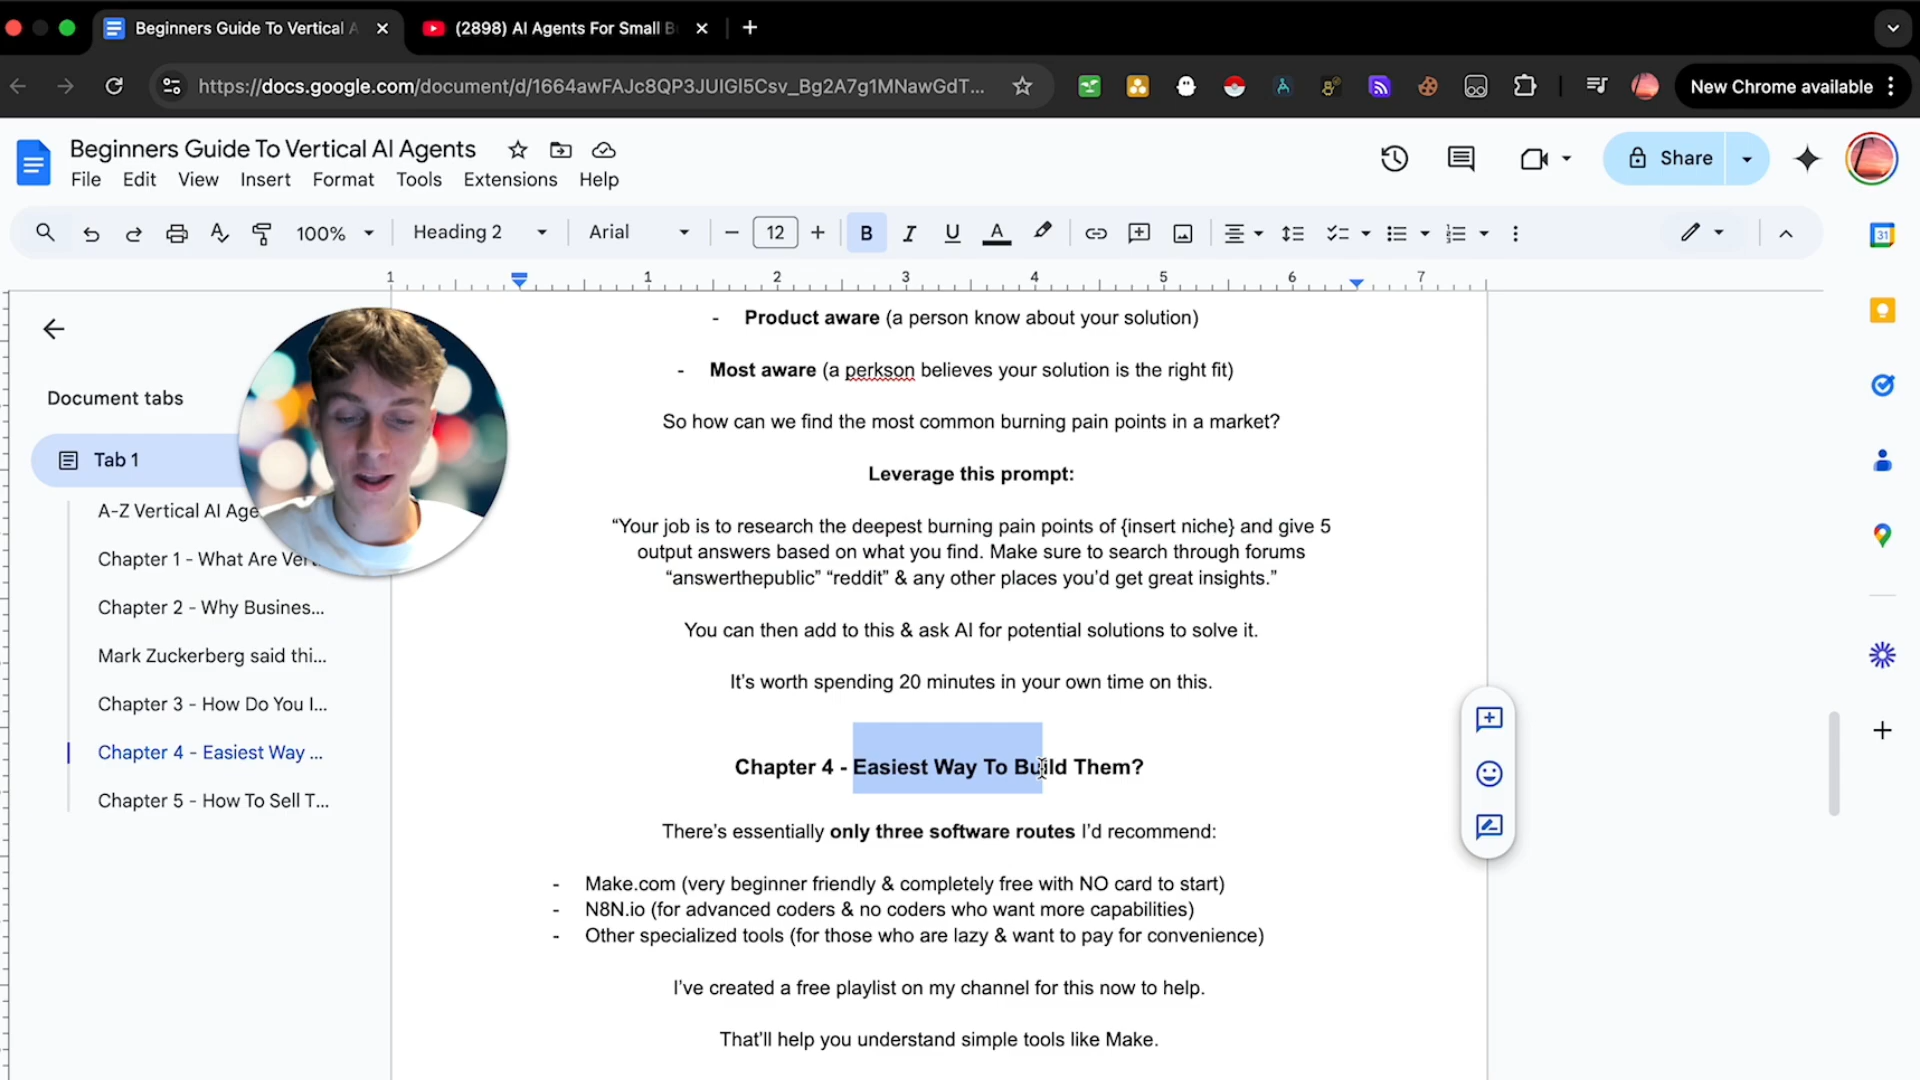 Beginners Guide To Vertical A
(2898) AI Agents For Small B
https://docs.google.com/document/d/1664awFAJc8QP3JUIGl5Csv_Bg2A7g1MNawGdT...
New Chrome available
Beginners Guide To Vertical AI Agents
File Edit View Insert Format Tools Extensions Help
Share
100% Heading 2 Arial 12 B I U A
31
1 1 2 3 4 5 6 7
Document tabs
Tab 1
A-Z Vertical AI Age
Chapter 1 - What Are Ver...
Chapter 2 - Why Busines...
Mark Zuckerberg said thi...
Chapter 3 - How Do You I...
Chapter 4 - Easiest Way ...
Chapter 5 - How To Sell T...
- Product aware (a person know about your solution)
- Most aware (a perkson believes your solution is the right fit)
So how can we find the most common burning pain points in a market?
Leverage this prompt:
“Your job is to research the deepest burning pain points of {insert niche} and give 5
output answers based on what you find. Make sure to search through forums
“answerthepublic” “reddit” & any other places you’d get great insights.”
You can then add to this & ask AI for potential solutions to solve it.
It’s worth spending 20 minutes in your own time on this.
Chapter 4 - Easiest Way To Build Them?
There’s essentially only three software routes I’d recommend:
- Make.com (very beginner friendly & completely free with NO card to start)
- N8N.io (for advanced coders & no coders who want more capabilities)
- Other specialized tools (for those who are lazy & want to pay for convenience)
I’ve created a free playlist on my channel for this now to help.
That’ll help you understand simple tools like Make.